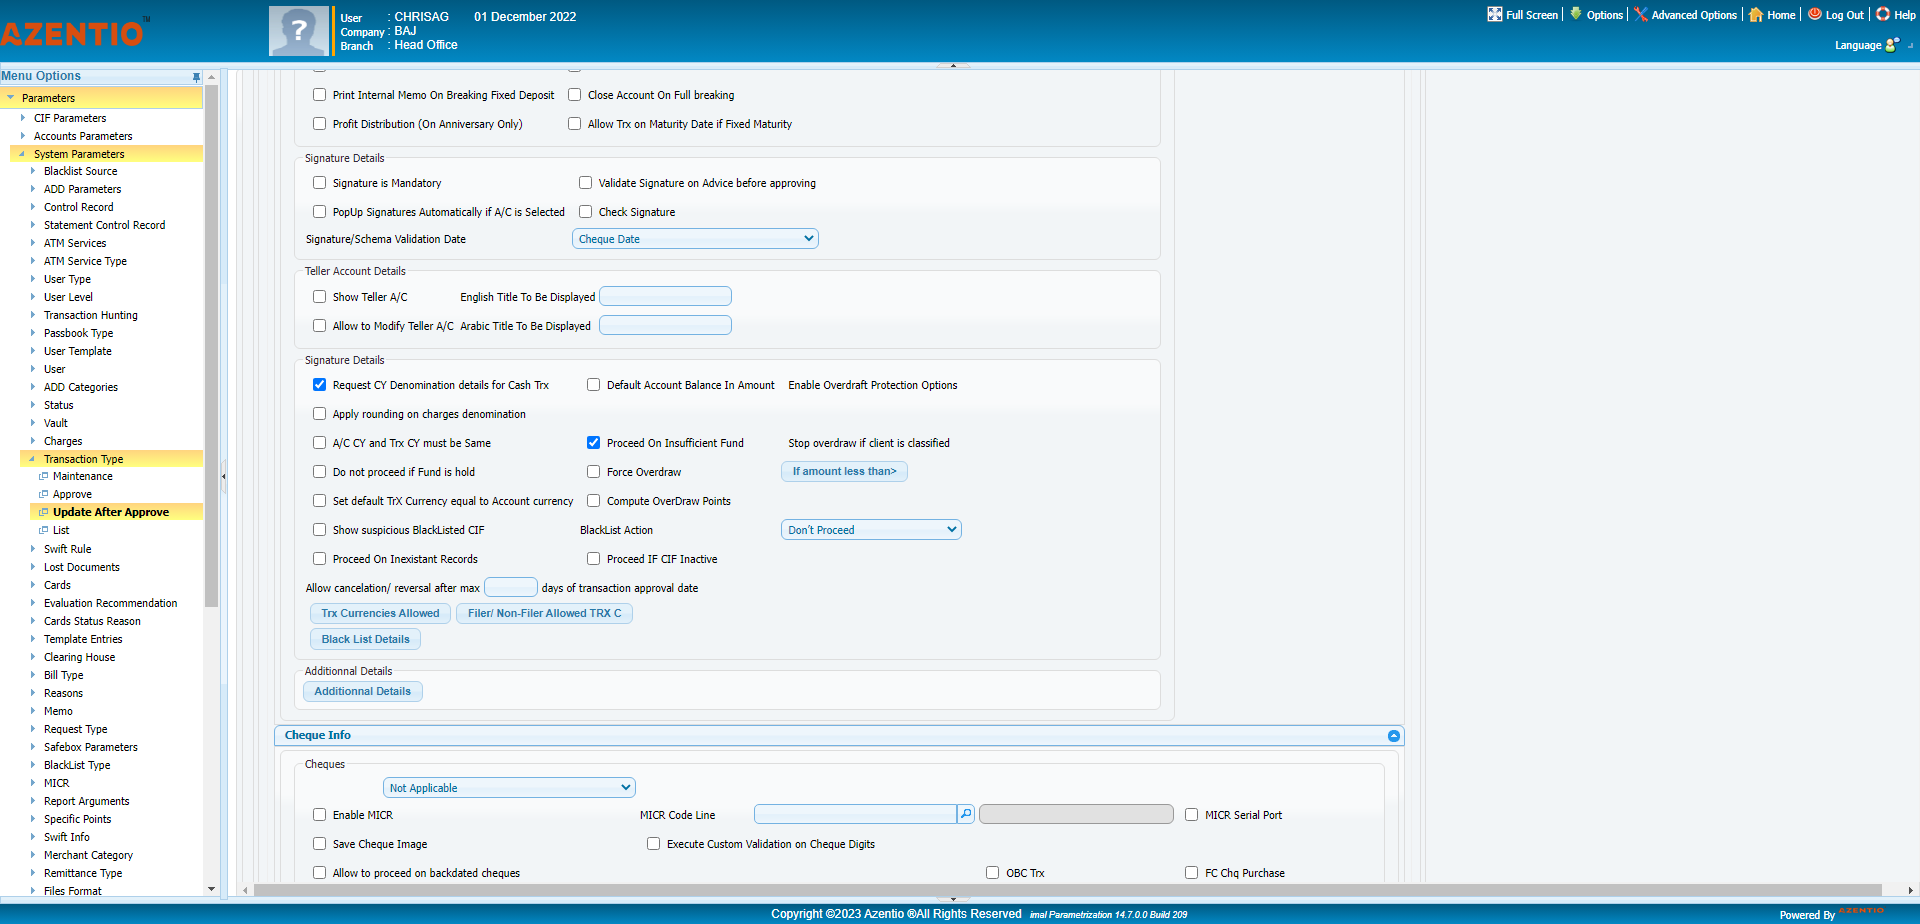 AZENTIO™
User : CHRISAG 01 December 2022
Company : BAJ
Branch : Head Office
Full Screen Options Advanced Options Home Log Out Help
Language
Menu Options
Parameters
CIF Parameters
Accounts Parameters
System Parameters
Blacklist Source
ADD Parameters
Control Record
Statement Control Record
ATM Services
ATM Service Type
User Type
User Level
Transaction Hunting
Passbook Type
User Template
User
ADD Categories
Status
Vault
Charges
Transaction Type
Maintenance
Approve
Update After Approve
List
Swift Rule
Lost Documents
Cards
Evaluation Recommendation
Cards Status Reason
Template Entries
Clearing House
Bill Type
Reasons
Memo
Request Type
Safebox Parameters
BlackList Type
MICR
Report Arguments
Specific Points
Swift Info
Merchant Category
Remittance Type
Files Format
Print Internal Memo On Breaking Fixed Deposit Close Account On Full breaking
Profit Distribution (On Anniversary Only) Allow Trx on Maturity Date if Fixed Maturity
Signature Details
Signature is Mandatory Validate Signature on Advice before approving
PopUp Signatures Automatically if A/C is Selected Check Signature
Signature/Schema Validation Date Cheque Date
Teller Account Details
Show Teller A/C English Title To Be Displayed
Allow to Modify Teller A/C Arabic Title To Be Displayed
Signature Details
Request CY Denomination details for Cash Trx Default Account Balance In Amount Enable Overdraft Protection Options
Apply rounding on charges denomination
A/C CY and Trx CY must be Same Proceed On Insufficient Fund Stop overdraw if client is classified
Do not proceed if Fund is hold Force Overdraw If amount less than>
Set default TrX Currency equal to Account currency Compute OverDraw Points
Show suspicious BlackListed CIF BlackList Action Don't Proceed
Proceed On Inexistant Records Proceed IF CIF Inactive
Allow cancelation/ reversal after max days of transaction approval date
Trx Currencies Allowed Filer/ Non-Filer Allowed TRX C
Black List Details
Additionnal Details
Additionnal Details
Cheque Info
Cheques
Not Applicable
Enable MICR MICR Code Line MICR Serial Port
Save Cheque Image Execute Custom Validation on Cheque Digits
Allow to proceed on backdated cheques OBC Trx FC Chq Purchase
Copyright ©2023 Azentio ®All Rights Reserved imal Parametrization 14.7.0.0 Build 209
Powered By AZENTIO